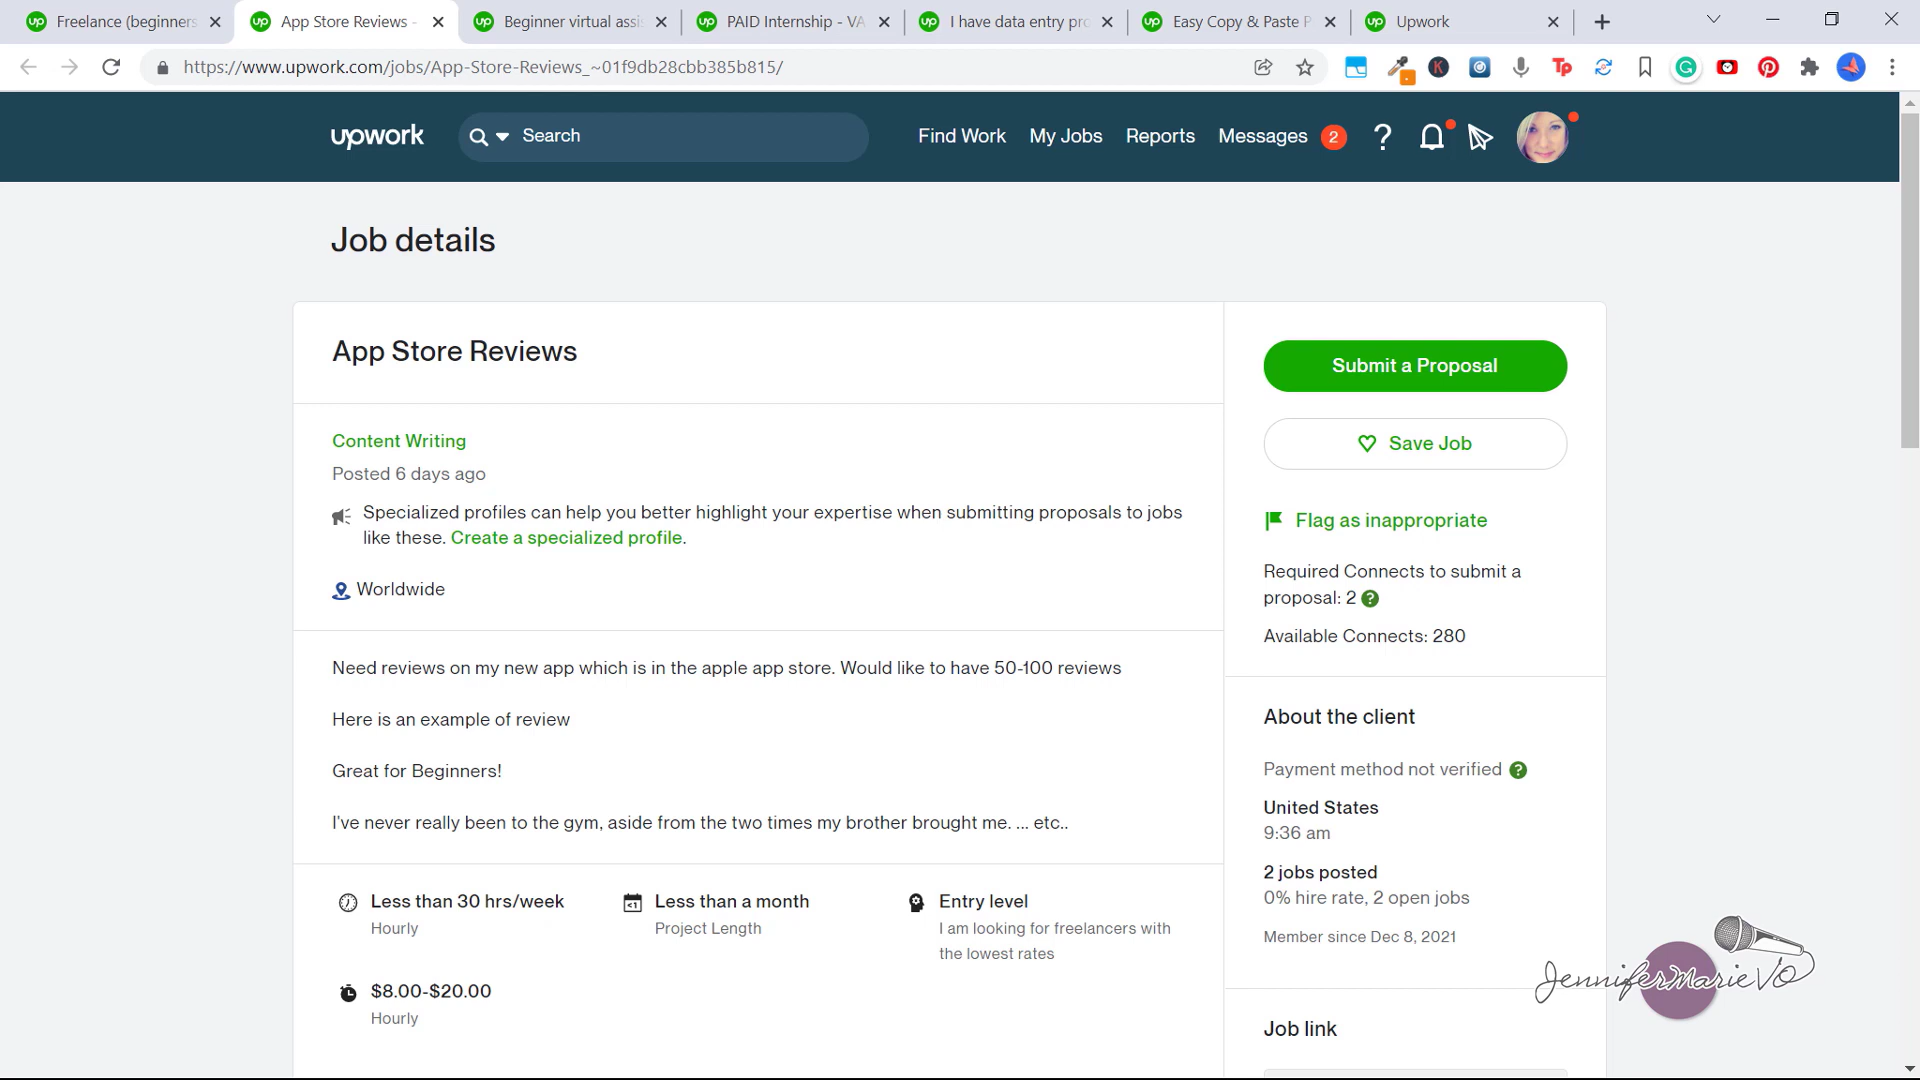 Freelance (beginners
App Store Reviews -
Beginner virtual assis
PAID Internship - VA
I have data entry pro
Easy Copy & Paste P
Upwork
https://www.upwork.com/jobs/App-Store-Reviews_~01f9db28cbb385b815/
upwork
Search
Find Work
My Jobs
Reports
Messages
2
Job details
App Store Reviews
Content Writing
Posted 6 days ago
Specialized profiles can help you better highlight your expertise when submitting proposals to jobs
like these. Create a specialized profile.
Worldwide
Need reviews on my new app which is in the apple app store. Would like to have 50-100 reviews
Here is an example of review
Great for Beginners!
I've never really been to the gym, aside from the two times my brother brought me. ... etc..
Less than 30 hrs/week
Hourly
Less than a month
Project Length
Entry level
I am looking for freelancers with
the lowest rates
$8.00-$20.00
Hourly
Submit a Proposal
Save Job
Flag as inappropriate
Required Connects to submit a
proposal: 2
Available Connects: 280
About the client
Payment method not verified
United States
9:36 am
2 jobs posted
0% hire rate, 2 open jobs
Member since Dec 8, 2021
Job link
JenniferMarieVO